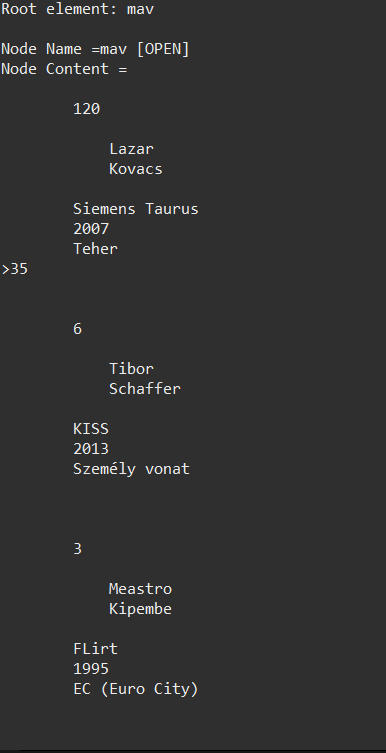 Root element: mav
Node Name =mav [OPEN]
Node Content =
120
Lazar
Kovacs
Siemens Taurus
2007
Teher
>35
6
Tibor
Schaffer
KISS
2013
Személy vonat
3
Meastro
Kipembe
FLirt
1995
EC (Euro City)